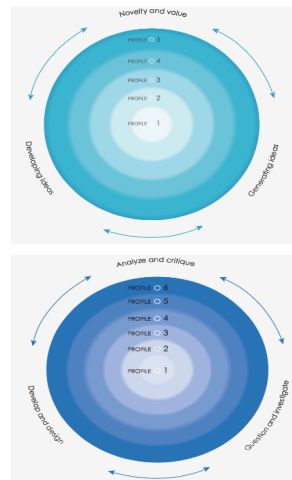 Novelty and value
PROFILE 5
PROFILE 4
PROFILE 3
PROFILE 2
PROFILE 1
Developing ideas
Generating ideas
Analyze and critique
PROFILE 6
PROFILE 5
PROFILE 4
PROFILE 3
PROFILE 2
PROFILE 1
Develop and design
Question and investigate